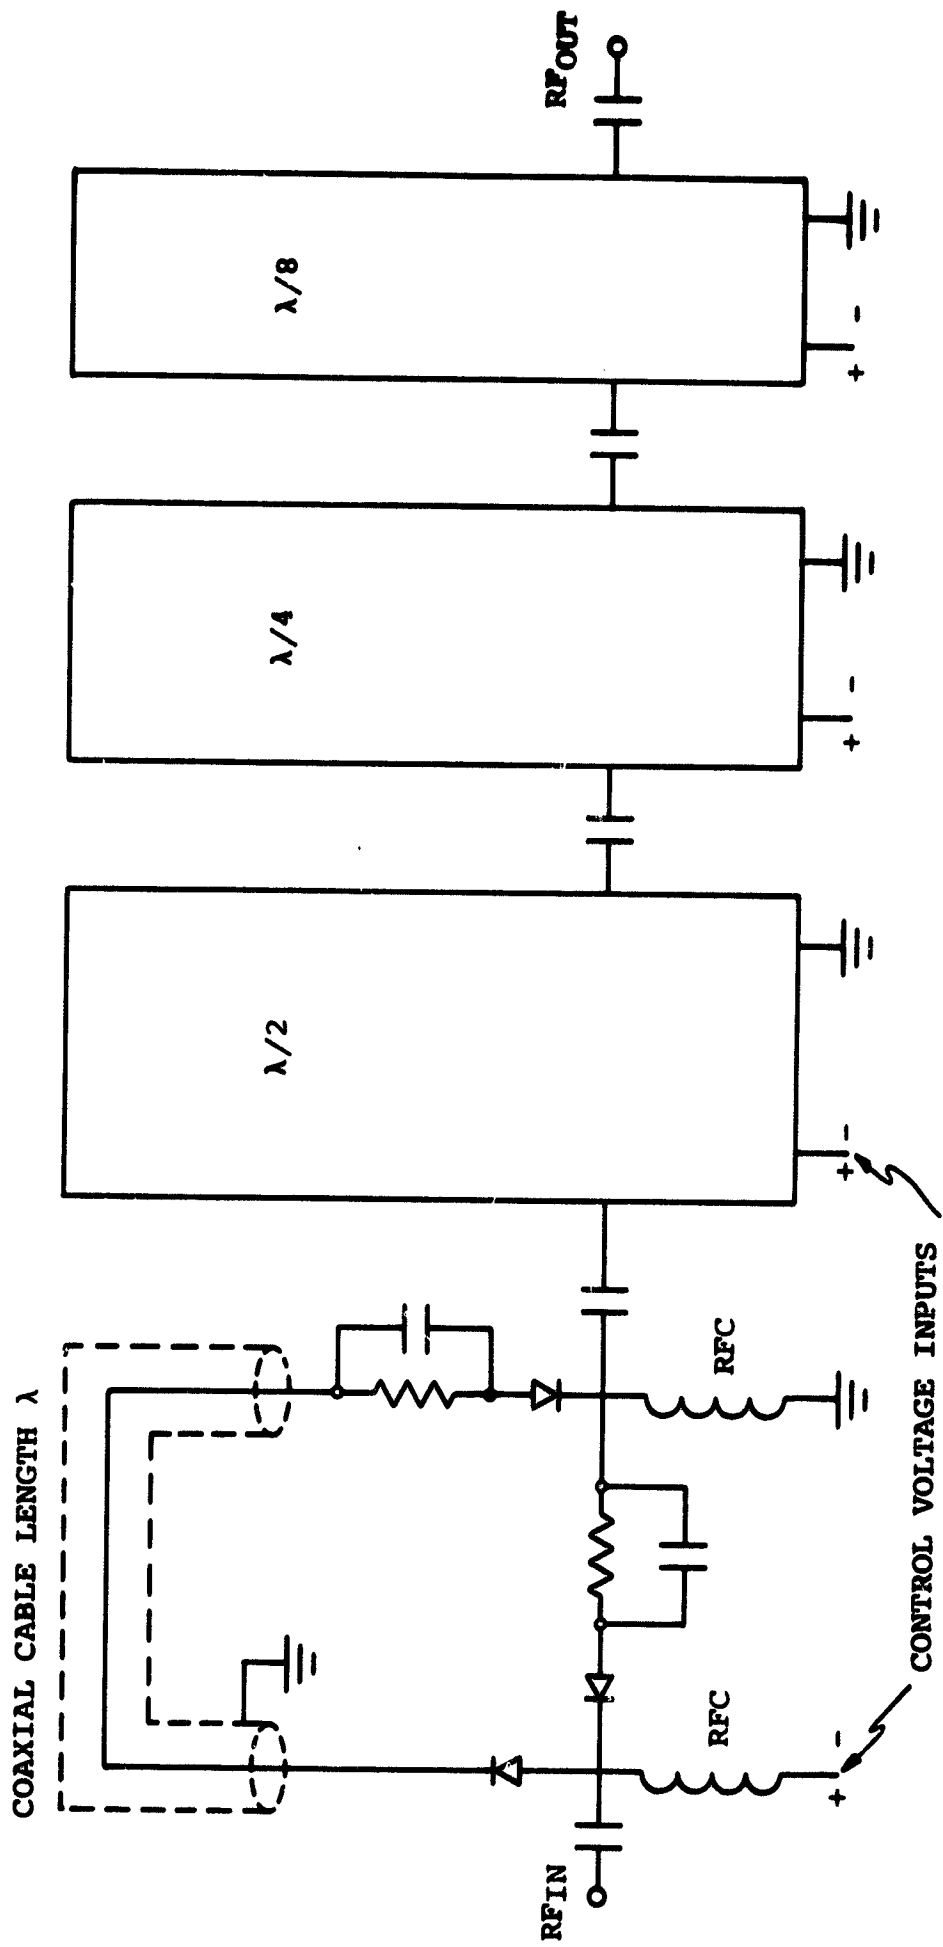 COAXIAL CABLE LENGTH λ
λ/2
λ/4
λ/8
RF_IN
RFC
RFC
RF_OUT
+ -
+ -
+ -
+ -
CONTROL VOLTAGE INPUTS